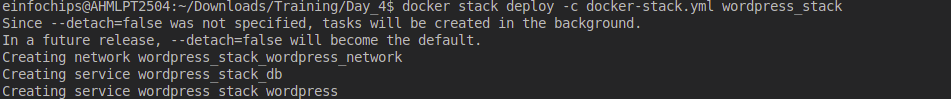 einfochips@AHMLPT2504:~/Downloads/Training/Day_4$ docker stack deploy -c docker-stack.yml wordpress_stack
Since --detach=false was not specified, tasks will be created in the background.
In a future release, --detach=false will become the default.
Creating network wordpress_stack_wordpress_network
Creating service wordpress_stack_db
Creating service wordpress_stack_wordpress